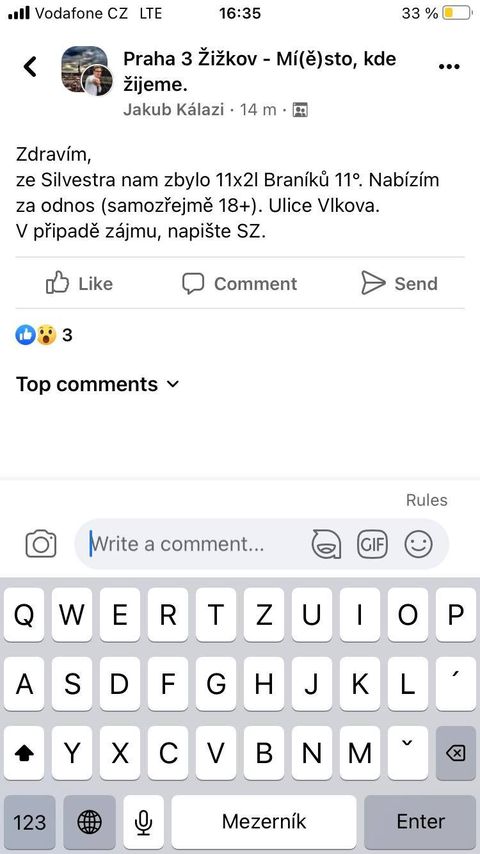 Vodafone CZ LTE 16:35 33 %
Praha 3 Žižkov - Mí(ě)sto, kde
žijeme.
Jakub Kálazi · 14 m ·
Zdravím,
ze Silvestra nam zbylo 11x2l Braníků 11°. Nabízím
za odnos (samozřejmě 18+). Ulice Vlkova.
V připadě zájmu, napište SZ.
Like Comment Send
3
Top comments
Rules
Write a comment... GIF
Q W E R T Z U I O P
A S D F G H J K L ´
Y X C V B N M ˇ
123 Mezerník Enter